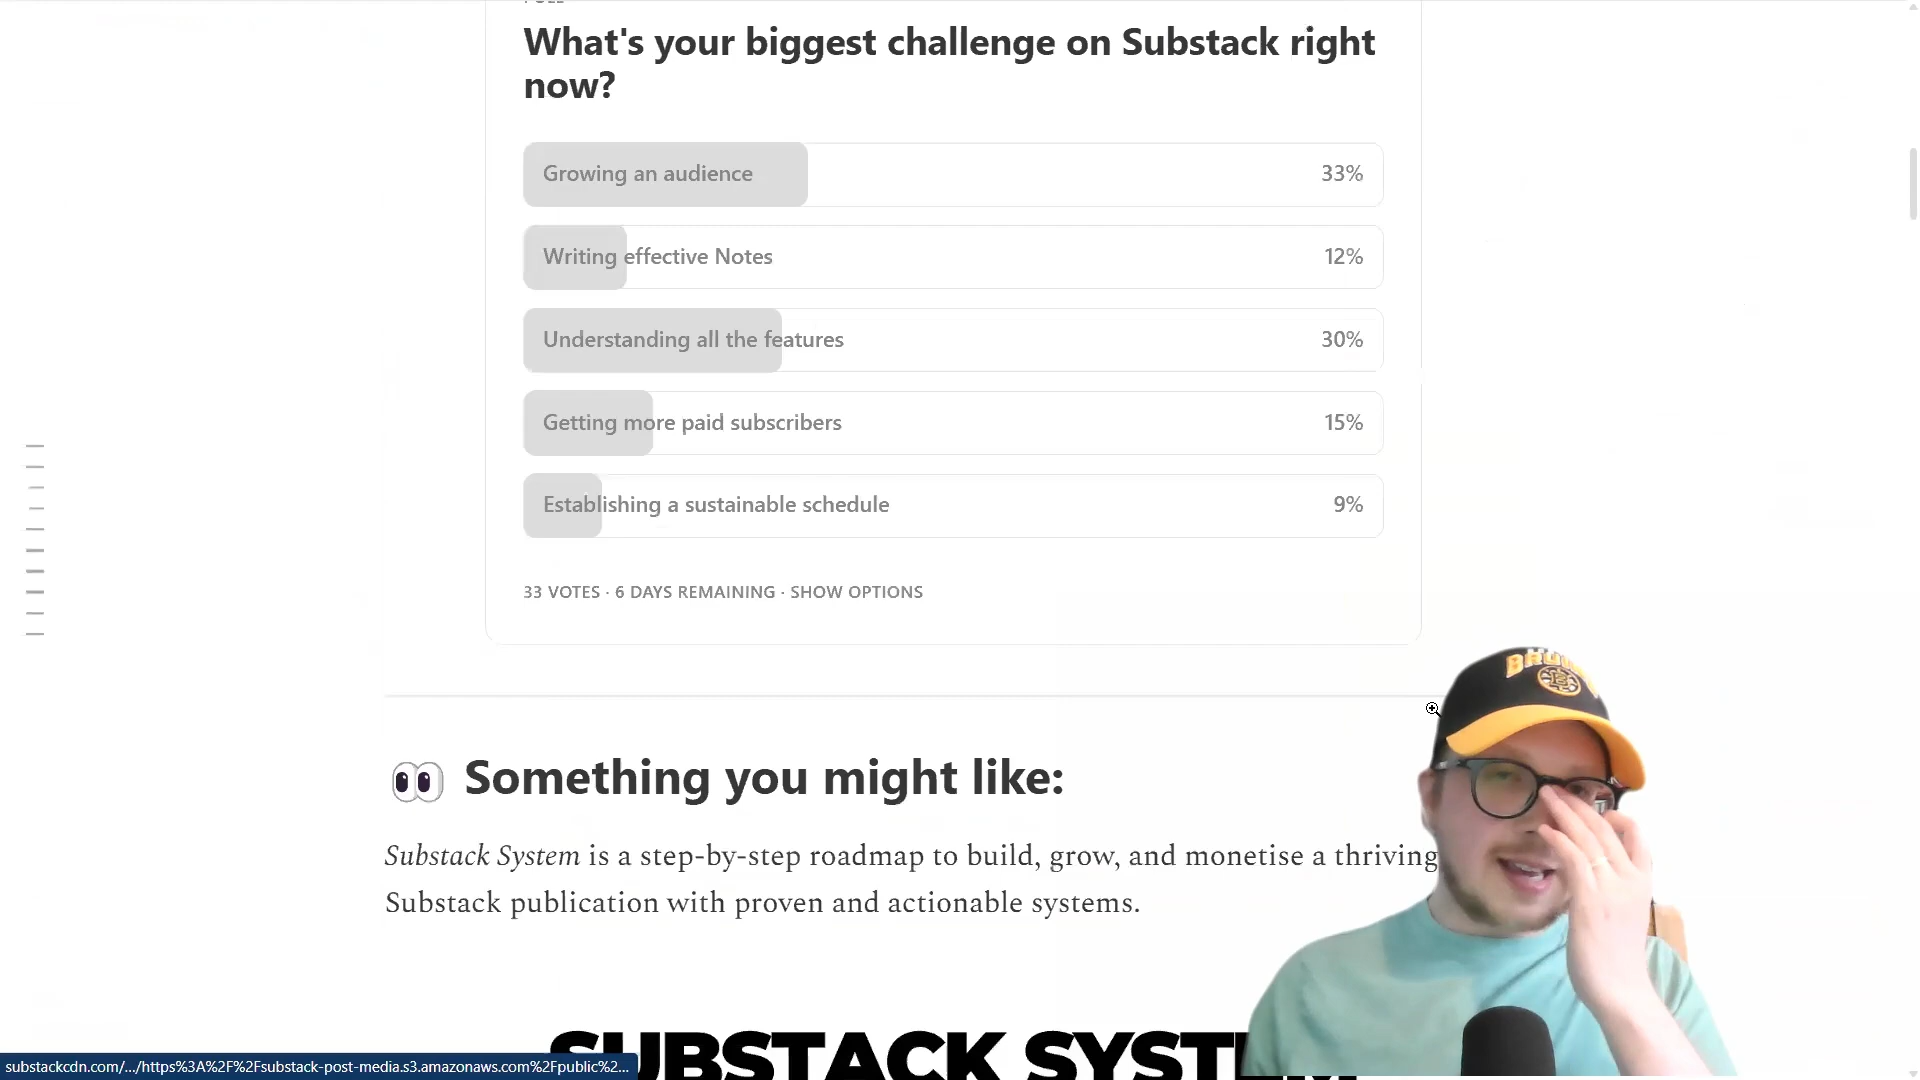 What's your biggest challenge on Substack right
now?
Growing an audience 33%
Writing effective Notes 12%
Understanding all the features 30%
Getting more paid subscribers 15%
Establishing a sustainable schedule 9%
33 VOTES · 6 DAYS REMAINING · SHOW OPTIONS
👀 Something you might like:
Substack System is a step-by-step roadmap to build, grow, and monetise a thriving
Substack publication with proven and actionable systems.
SUBSTACK SYSTEM
substackcdn.com/.../https%3A%2F%2Fsubstack-post-media.s3.amazonaws.com%2Fpublic%2...